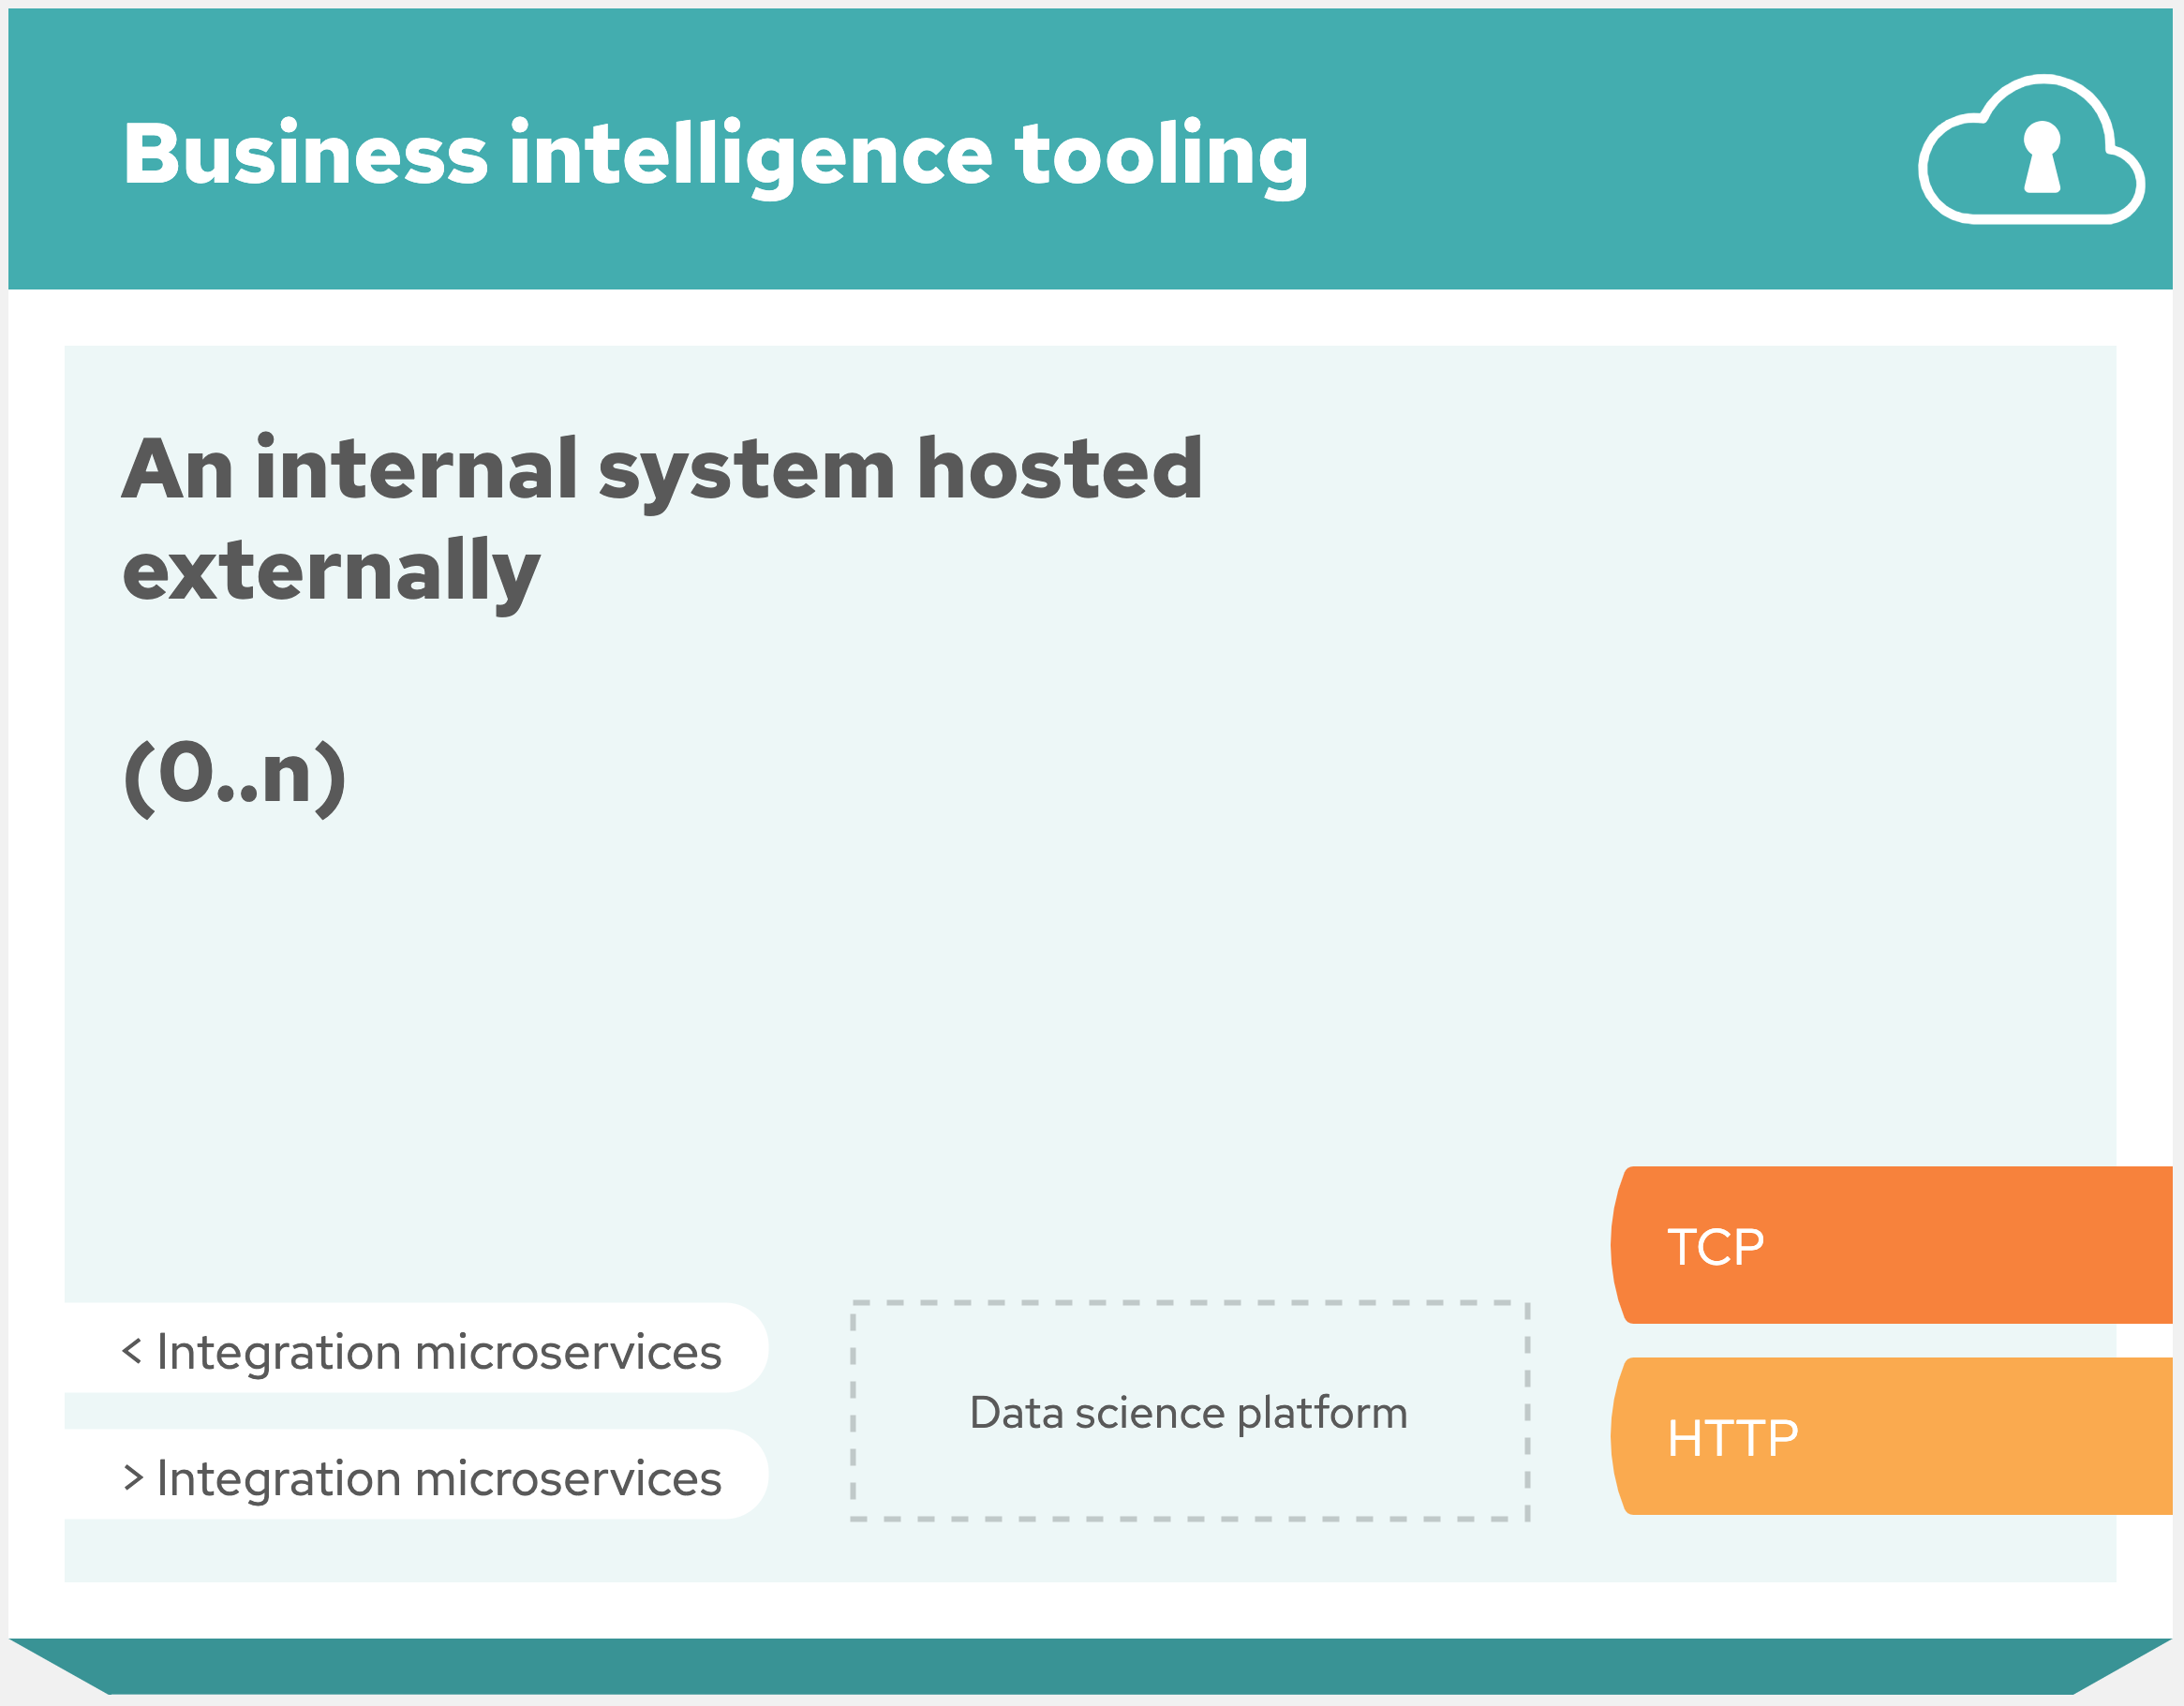 Business intelligence tooling
An internal system hosted
externally
(0..n)
< Integration microservices
> Integration microservices
Data science platform
TCP
HTTP